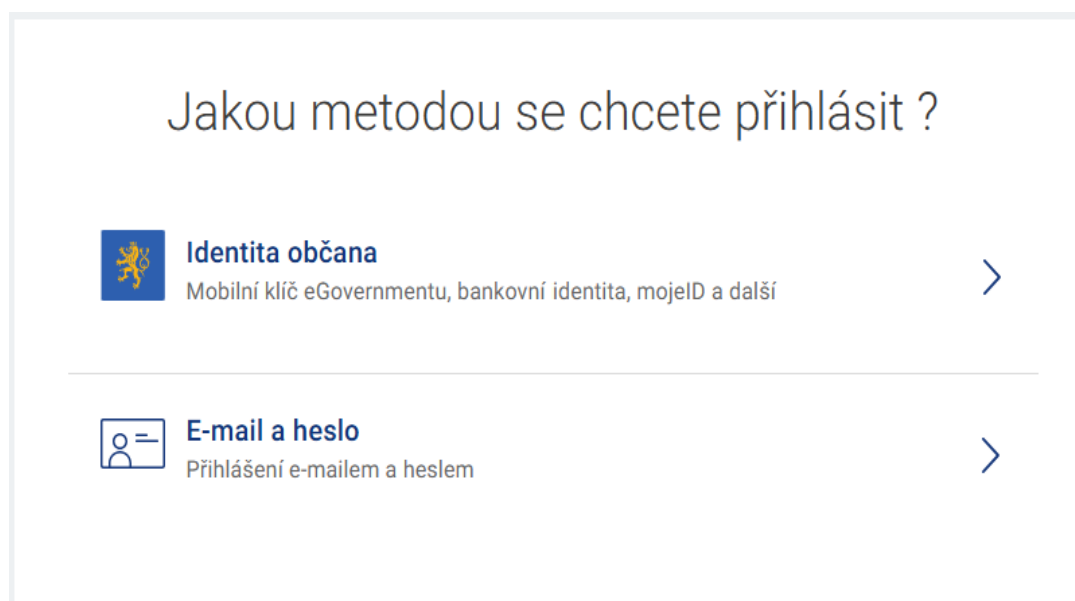 Jakou metodou se chcete přihlásit ?
Identita občana
Mobilní klíč eGovernmentu, bankovní identita, mojeID a další
E-mail a heslo
Přihlášení e-mailem a heslem